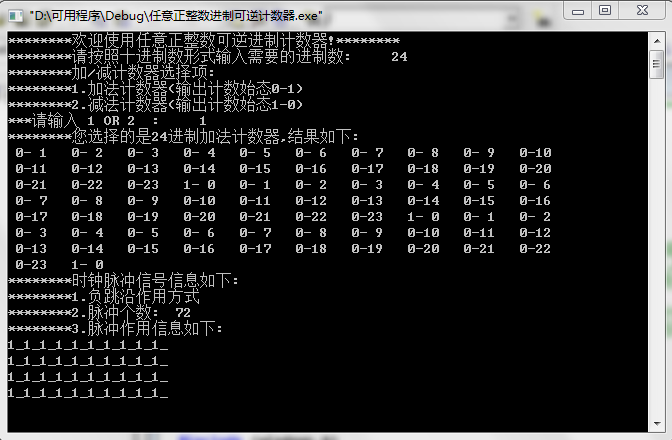 "D:\可用程序\Debug\任意正整数进制可逆计数器.exe"
********欢迎使用任意正整数可逆进制计数器!********
********请按照十进制数形式输入需要的进制数: 24
********加/减计数器选择项:
********1.加法计数器(输出计数始态0-1)
********2.减法计数器(输出计数始态1-0)
***请输入 1 OR 2 : 1
********您选择的是24进制加法计数器,结果如下:
0- 1 0- 2 0- 3 0- 4 0- 5 0- 6 0- 7 0- 8 0- 9 0-10
0-11 0-12 0-13 0-14 0-15 0-16 0-17 0-18 0-19 0-20
0-21 0-22 0-23 1- 0 0- 1 0- 2 0- 3 0- 4 0- 5 0- 6
0- 7 0- 8 0- 9 0-10 0-11 0-12 0-13 0-14 0-15 0-16
0-17 0-18 0-19 0-20 0-21 0-22 0-23 1- 0 0- 1 0- 2
0- 3 0- 4 0- 5 0- 6 0- 7 0- 8 0- 9 0-10 0-11 0-12
0-13 0-14 0-15 0-16 0-17 0-18 0-19 0-20 0-21 0-22
0-23 1- 0
********时钟脉冲信号信息如下:
********1.负跳沿作用方式
********2.脉冲个数: 72
********3.脉冲作用信息如下:
1_1_1_1_1_1_1_1_1_1_
1_1_1_1_1_1_1_1_1_1_
1_1_1_1_1_1_1_1_1_1_
1_1_1_1_1_1_1_1_1_1_